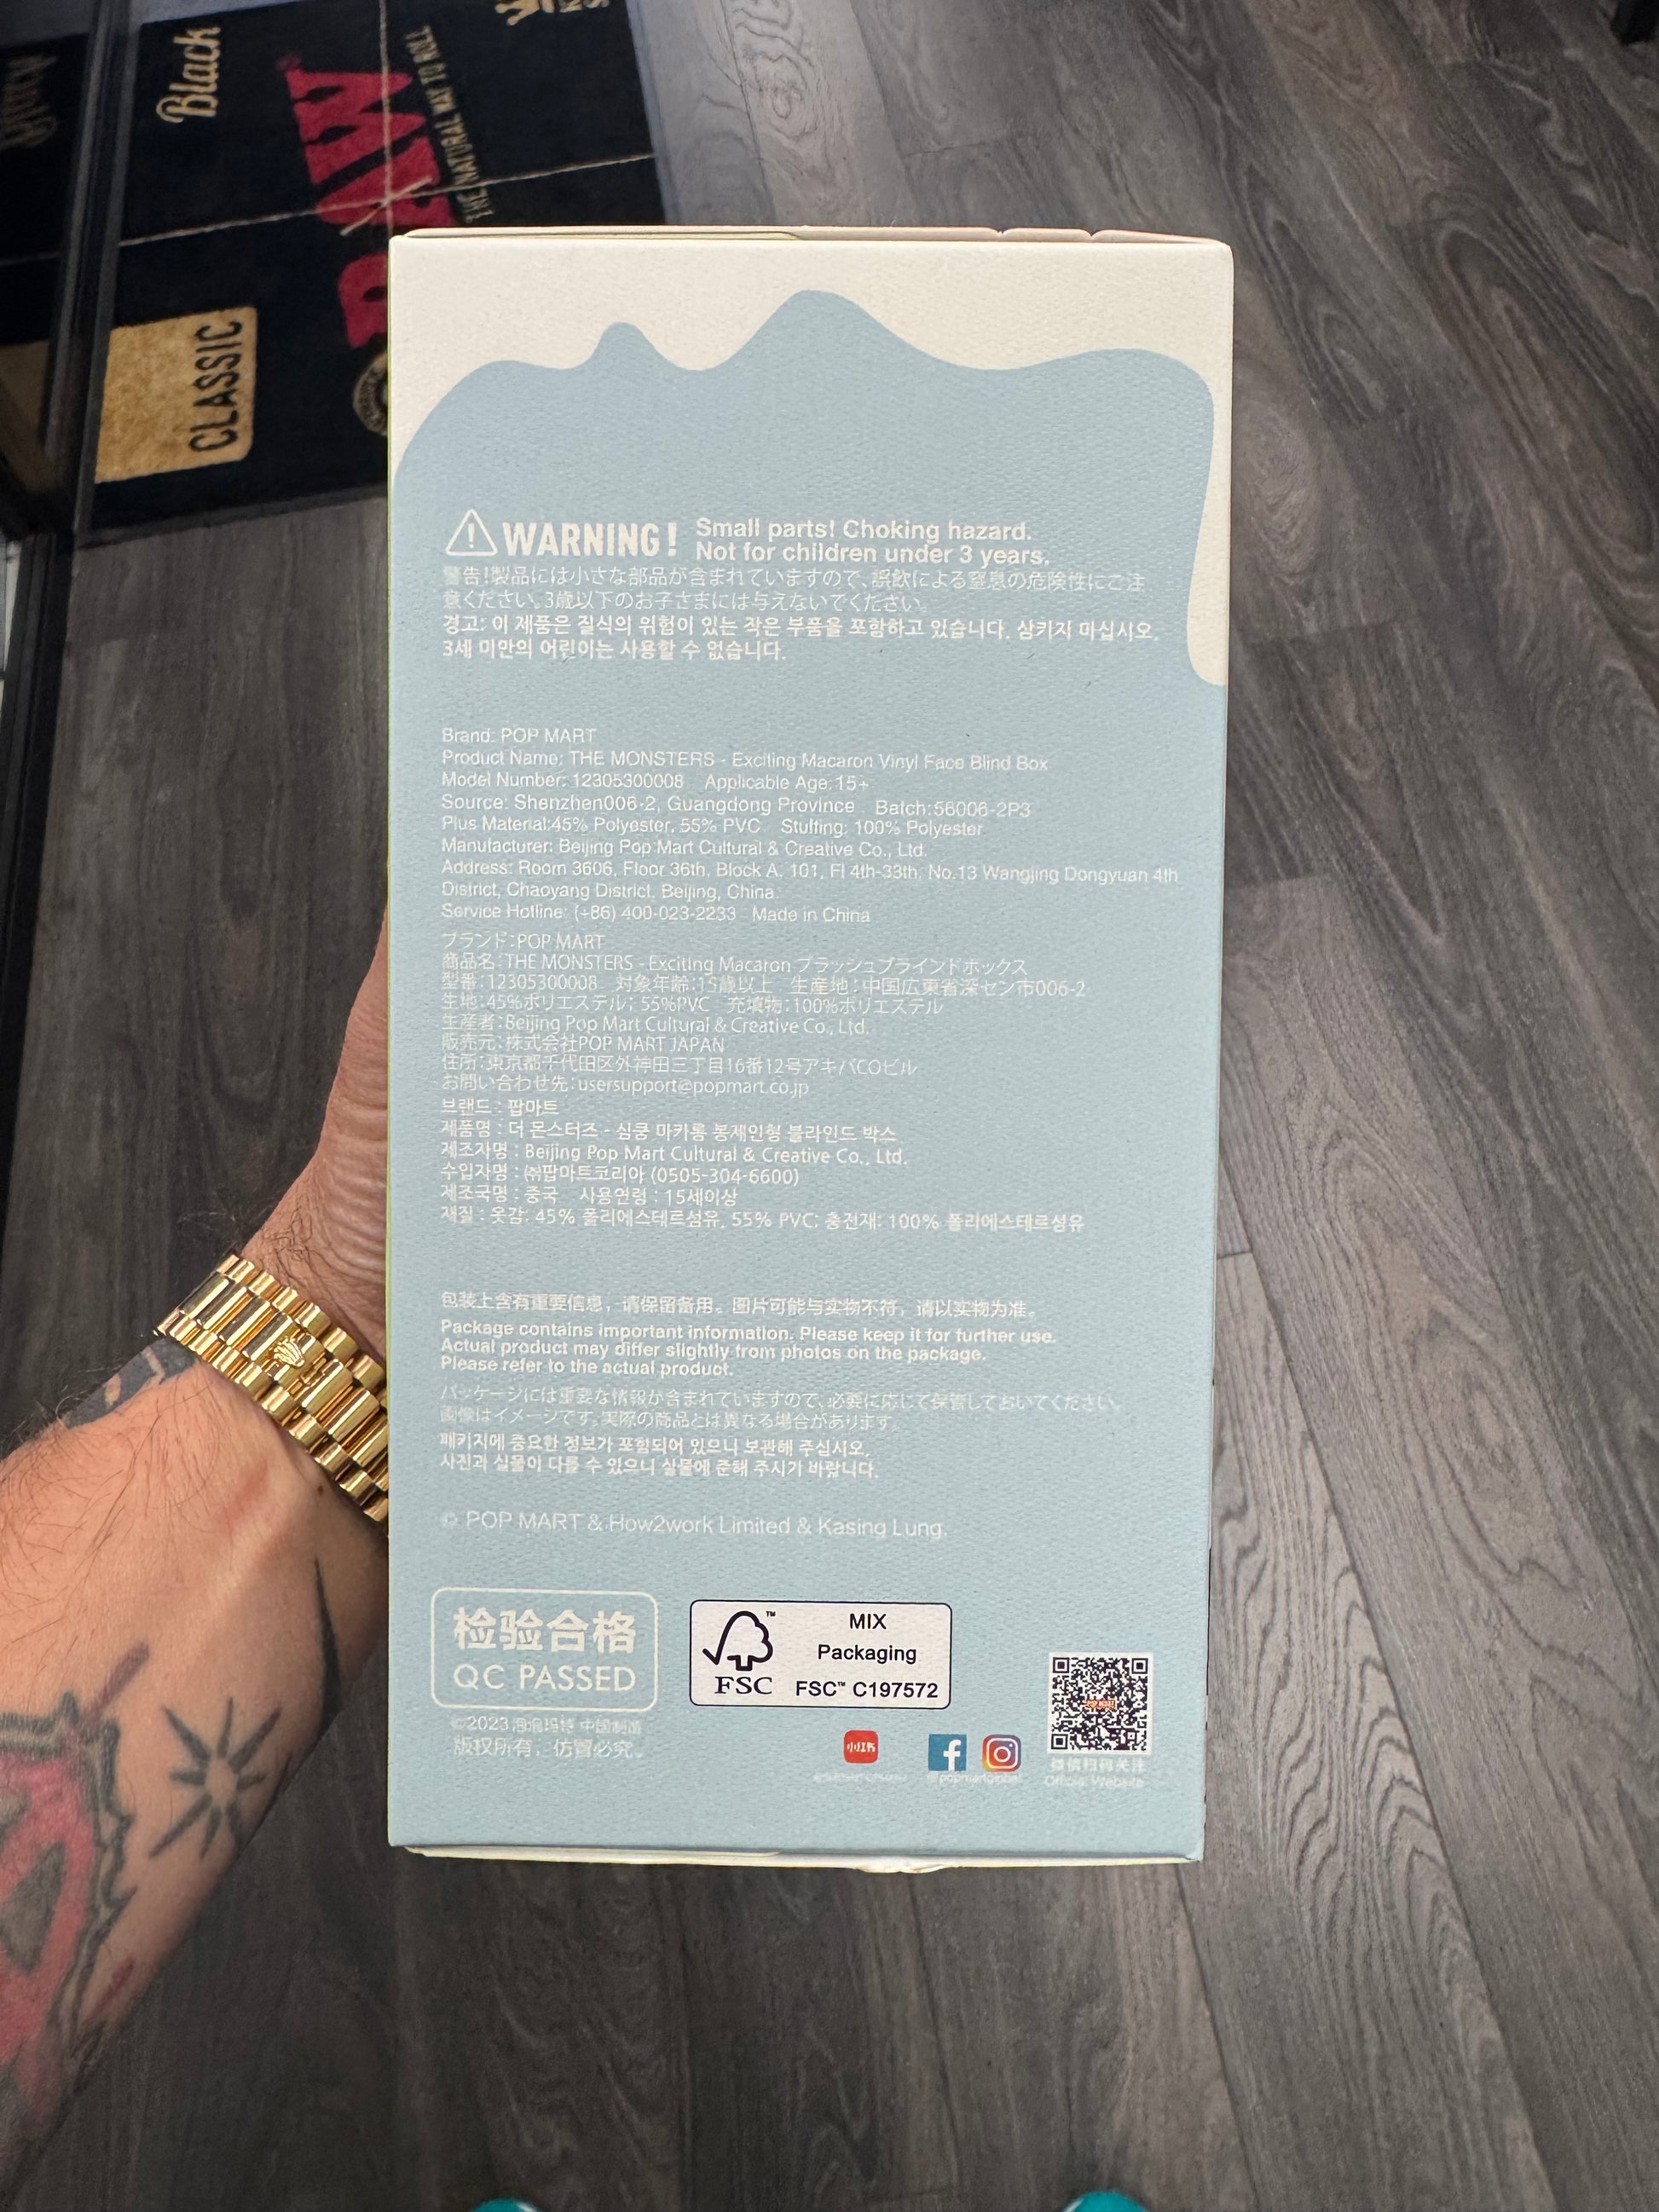 Black
CLASSIC
RAW
THE NATURAL WAY TO ROLL
WARNING! Small parts! Choking hazard.
Not for children under 3 years.
警告!製品には小さな部品が含まれていますので、誤飲による窒息の危険性にご注
意ください。3歳以下のお子さまには与えないでください。
경고: 이 제품은 질식의 위험이 있는 작은 부품을 포함하고 있습니다. 삼키지 마십시오.
3세 미만의 어린이는 사용할 수 없습니다.
Brand: POP MART
Product Name: THE MONSTERS - Exciting Macaron Vinyl Face Blind Box
Model Number: 12305300008 Applicable Age: 15+
Source: Shenzhen006-2, Guangdong Province Batch:56006-2P3
Plus Material:45% Polyester, 55% PVC Stuffing: 100% Polyester
Manufacturer: Beijing Pop Mart Cultural & Creative Co., Ltd.
Address: Room 3606, Floor 36th, Block A. 101, Fl 4th-33th, No.13 Wangjing Dongyuan 4th
District, Chaoyang District, Beijing, China
Service Hotline: (+86) 400-023-2233 Made in China
ブランド:POP MART
商品名:THE MONSTERS - Exciting Macaron プラッシュブラインドボックス
型番:12305300008 対象年齢:15歳以上 生産地:中国広東省深セン市006-2
生地:45%ポリエステル; 55%PVC 充填物:100%ポリエステル
生産者:Beijing Pop Mart Cultural & Creative Co., Ltd.
販売元:株式会社POP MART JAPAN
住所:東京都千代田区外神田三丁目16番12号アキバCOビル
お問い合わせ先:usersupport@popmart.co.jp
브랜드 : 팝마트
제품명 : 더 몬스터즈 - 심쿵 마카롱 봉제인형 블라인드 박스
제조자명 : Beijing Pop Mart Cultural & Creative Co., Ltd.
수입자명 : ㈜팝마트코리아 (0505-304-6600)
제조국명 : 중국 사용연령 : 15세이상
재질 : 옷감: 45% 폴리에스테르섬유, 55% PVC; 충전재: 100% 폴리에스테르섬유
包装上含有重要信息，请保留备用。图片可能与实物不符，请以实物为准。
Package contains important information. Please keep it for further use.
Actual product may differ slightly from photos on the package.
Please refer to the actual product.
パッケージには重要な情報が含まれていますので、必要に応じて保管しておいてください。
画像はイメージです。実際の商品とは異なる場合があります。
패키지에 중요한 정보가 포함되어 있으니 보관해 주십시오.
사진과 실물이 다를 수 있으니 실물에 준해 주시기 바랍니다.
© POP MART & How2work Limited & Kasing Lung.
检验合格
QC PASSED
FSC™
MIX
Packaging
FSC™ C197572
©2023 泡泡玛特 中国制造
版权所有，仿冒必究。
小红书
@popmartglobal
POP MART
微信扫码关注
Official Website